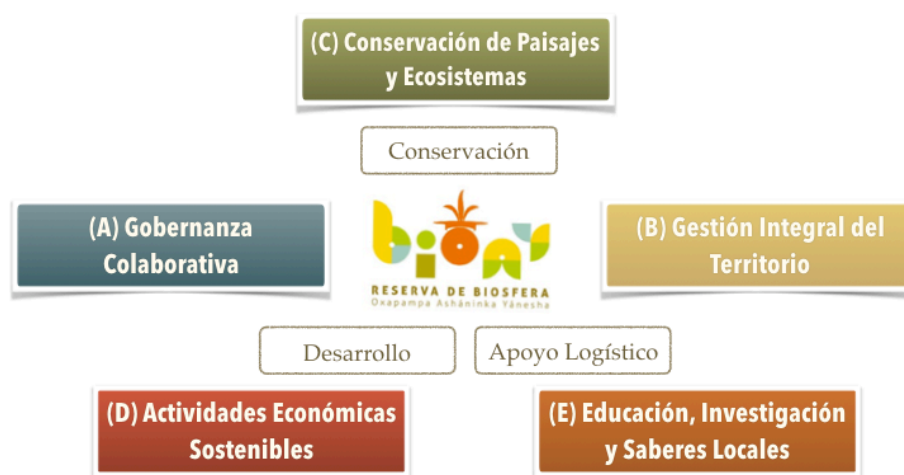 (C) Conservación de Paisajes
y Ecosistemas
Conservación
(A) Gobernanza
Colaborativa
bioay
RESERVA DE BIOSFERA
Oxapampa Asháninka Yánesha
(B) Gestión Integral del
Territorio
Desarrollo
Apoyo Logístico
(D) Actividades Económicas
Sostenibles
(E) Educación, Investigación
y Saberes Locales